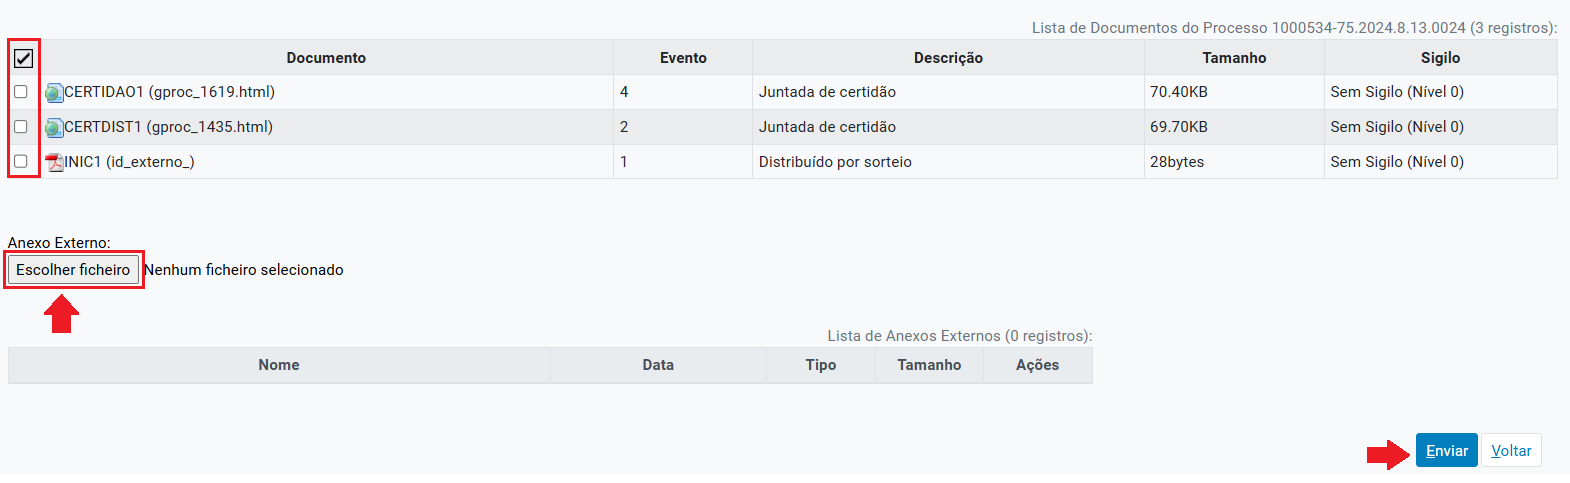 Lista de Documentos do Processo 1000534-75.2024.8.13.0024 (3 registros):
Documento Evento Descrição Tamanho Sigilo
CERTIDAO1 (gproc_1619.html) 4 Juntada de certidão 70.40KB Sem Sigilo (Nível 0)
CERTDIST1 (gproc_1435.html) 2 Juntada de certidão 69.70KB Sem Sigilo (Nível 0)
INIC1 (id_externo_) 1 Distribuído por sorteio 28bytes Sem Sigilo (Nível 0)
Anexo Externo:
Escolher ficheiro Nenhum ficheiro selecionado
Lista de Anexos Externos (0 registros):
Nome Data Tipo Tamanho Ações
Enviar Voltar